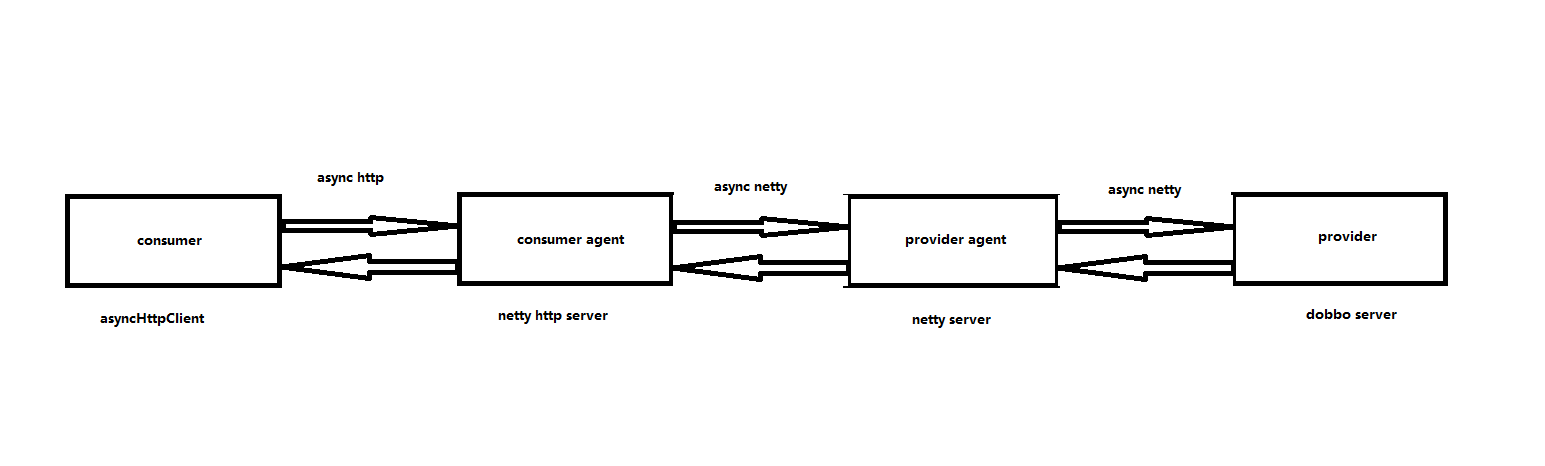 async http
async netty
async netty
consumer
consumer agent
provider agent
provider
asyncHttpClient
netty http server
netty server
dobbo server